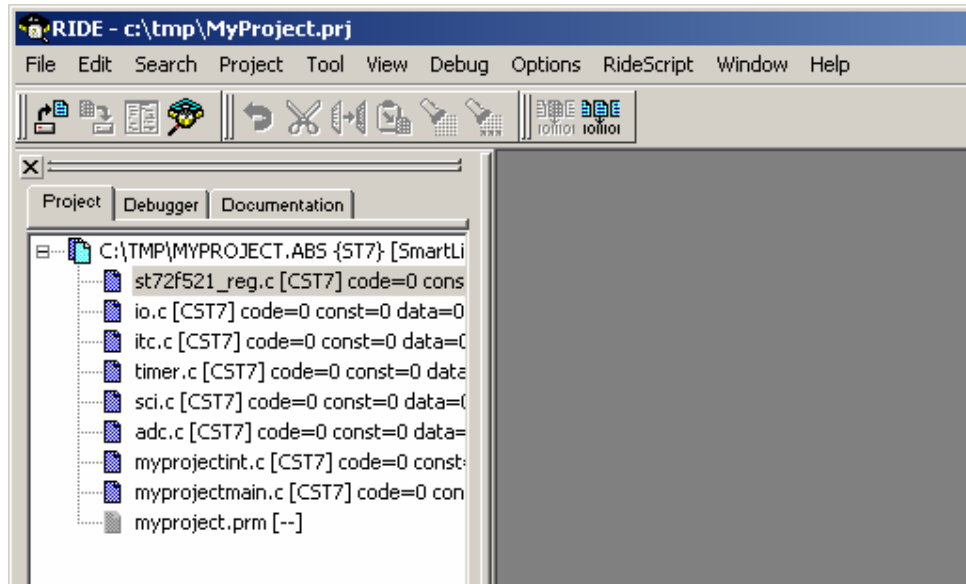 RIDE - c:\tmp\MyProject.prj
File Edit Search Project Tool View Debug Options RideScript Window Help
Project Debugger Documentation
C:\TMP\MYPROJECT.ABS {ST7} [SmartLi
st72f521_reg.c [CST7] code=0 cons
io.c [CST7] code=0 const=0 data=0
itc.c [CST7] code=0 const=0 data=0
timer.c [CST7] code=0 const=0 data
sci.c [CST7] code=0 const=0 data=0
adc.c [CST7] code=0 const=0 data=
myprojectint.c [CST7] code=0 const
myprojectmain.c [CST7] code=0 con
myproject.prm [--]